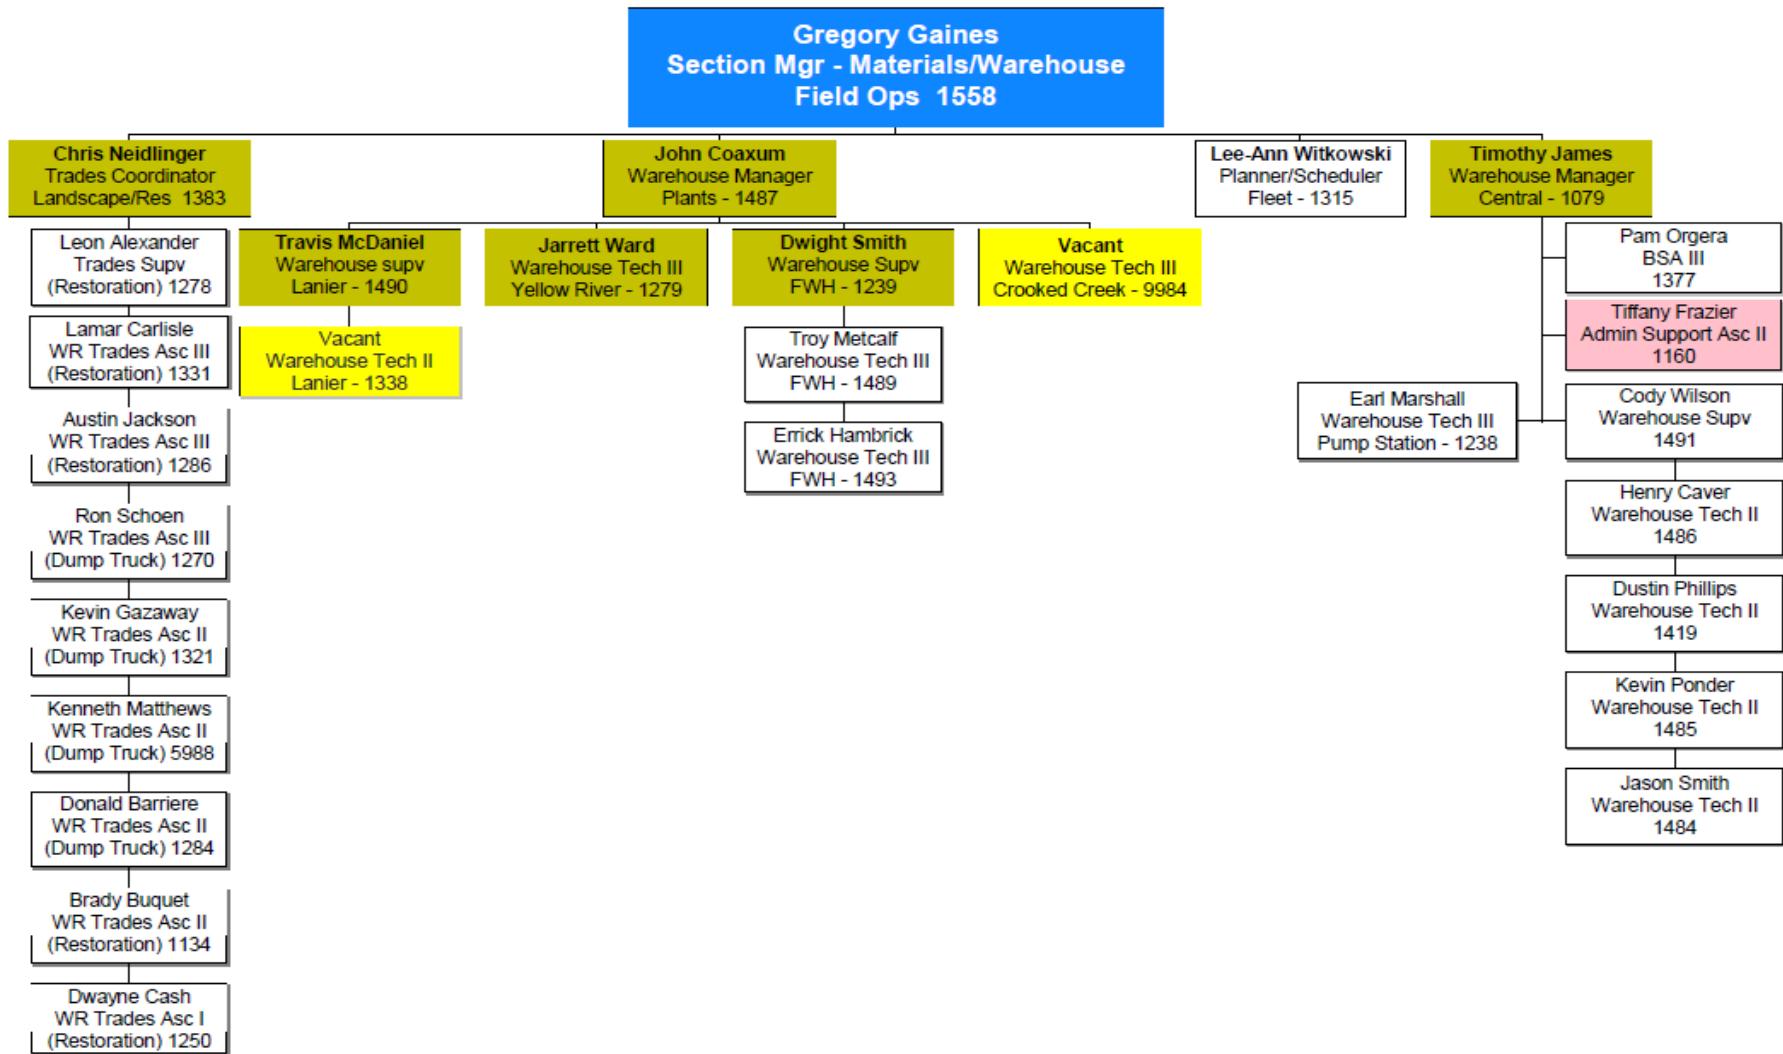 Gregory Gaines
Section Mgr - Materials/Warehouse
Field Ops 1558
Chris Neidlinger
Trades Coordinator
Landscape/Res 1383
John Coaxum
Warehouse Manager
Plants - 1487
Lee-Ann Witkowski
Planner/Scheduler
Fleet - 1315
Timothy James
Warehouse Manager
Central - 1079
Leon Alexander
Trades Supv
(Restoration) 1278
Lamar Carlisle
WR Trades Asc III
(Restoration) 1331
Austin Jackson
WR Trades Asc III
(Restoration) 1286
Ron Schoen
WR Trades Asc III
(Dump Truck) 1270
Kevin Gazaway
WR Trades Asc II
(Dump Truck) 1321
Kenneth Matthews
WR Trades Asc II
(Dump Truck) 5988
Donald Barriere
WR Trades Asc II
(Dump Truck) 1284
Brady Buquet
WR Trades Asc II
(Restoration) 1134
Dwayne Cash
WR Trades Asc I
(Restoration) 1250
Travis McDaniel
Warehouse supv
Lanier - 1490
Vacant
Warehouse Tech II
Lanier - 1338
Jarrett Ward
Warehouse Tech III
Yellow River - 1279
Dwight Smith
Warehouse Supv
FWH - 1239
Troy Metcalf
Warehouse Tech III
FWH - 1489
Errick Hambrick
Warehouse Tech III
FWH - 1493
Vacant
Warehouse Tech III
Crooked Creek - 9984
Pam Orgera
BSA III
1377
Tiffany Frazier
Admin Support Asc II
1160
Earl Marshall
Warehouse Tech III
Pump Station - 1238
Cody Wilson
Warehouse Supv
1491
Henry Caver
Warehouse Tech II
1486
Dustin Phillips
Warehouse Tech II
1419
Kevin Ponder
Warehouse Tech II
1485
Jason Smith
Warehouse Tech II
1484